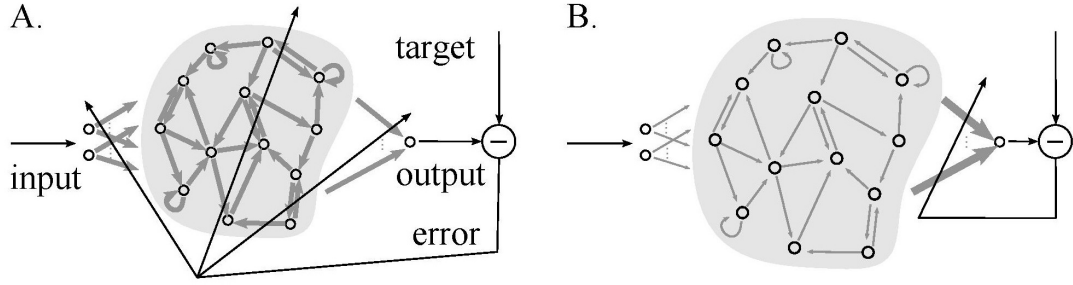 A.
target
input
output
error
B.